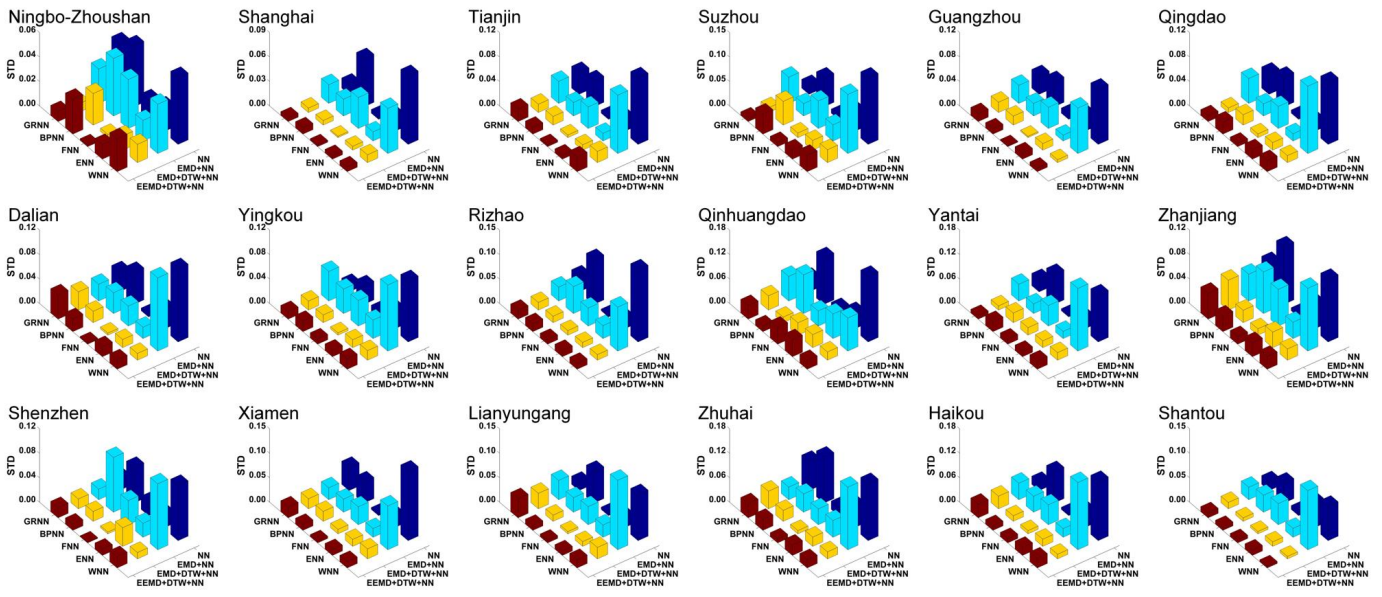 Ningbo-Zhoushan
0.06
0.04
0.02
0.00
STD
GRNN
BPNN
FNN
ENN
WNN
NN
EMD+NN
EMD+DTW+NN
EEMD+DTW+NN
Shanghai
0.09
0.06
0.03
0.00
STD
GRNN
BPNN
FNN
ENN
WNN
NN
EMD+NN
EMD+DTW+NN
EEMD+DTW+NN
Tianjin
0.12
0.08
0.04
0.00
STD
GRNN
BPNN
FNN
ENN
WNN
NN
EMD+NN
EMD+DTW+NN
EEMD+DTW+NN
Suzhou
0.15
0.10
0.05
0.00
STD
GRNN
BPNN
FNN
ENN
WNN
NN
EMD+NN
EMD+DTW+NN
EEMD+DTW+NN
Guangzhou
0.12
0.08
0.04
0.00
STD
GRNN
BPNN
FNN
ENN
WNN
NN
EMD+NN
EMD+DTW+NN
EEMD+DTW+NN
Qingdao
0.12
0.08
0.04
0.00
STD
GRNN
BPNN
FNN
ENN
WNN
NN
EMD+NN
EMD+DTW+NN
EEMD+DTW+NN
Dalian
0.12
0.08
0.04
0.00
STD
GRNN
BPNN
FNN
ENN
WNN
NN
EMD+NN
EMD+DTW+NN
EEMD+DTW+NN
Yingkou
0.12
0.08
0.04
0.00
STD
GRNN
BPNN
FNN
ENN
WNN
NN
EMD+NN
EMD+DTW+NN
EEMD+DTW+NN
Rizhao
0.15
0.10
0.05
0.00
STD
GRNN
BPNN
FNN
ENN
WNN
NN
EMD+NN
EMD+DTW+NN
EEMD+DTW+NN
Qinhuangdao
0.18
0.12
0.06
0.00
STD
GRNN
BPNN
FNN
ENN
WNN
NN
EMD+NN
EMD+DTW+NN
EEMD+DTW+NN
Yantai
0.18
0.12
0.06
0.00
STD
GRNN
BPNN
FNN
ENN
WNN
NN
EMD+NN
EMD+DTW+NN
EEMD+DTW+NN
Zhanjiang
0.12
0.08
0.04
0.00
STD
GRNN
BPNN
FNN
ENN
WNN
NN
EMD+NN
EMD+DTW+NN
EEMD+DTW+NN
Shenzhen
0.12
0.08
0.04
0.00
STD
GRNN
BPNN
FNN
ENN
WNN
NN
EMD+NN
EMD+DTW+NN
EEMD+DTW+NN
Xiamen
0.15
0.10
0.05
0.00
STD
GRNN
BPNN
FNN
ENN
WNN
NN
EMD+NN
EMD+DTW+NN
EEMD+DTW+NN
Lianyungang
0.15
0.10
0.05
0.00
STD
GRNN
BPNN
FNN
ENN
WNN
NN
EMD+NN
EMD+DTW+NN
EEMD+DTW+NN
Zhuhai
0.18
0.12
0.06
0.00
STD
GRNN
BPNN
FNN
ENN
WNN
NN
EMD+NN
EMD+DTW+NN
EEMD+DTW+NN
Haikou
0.18
0.12
0.06
0.00
STD
GRNN
BPNN
FNN
ENN
WNN
NN
EMD+NN
EMD+DTW+NN
EEMD+DTW+NN
Shantou
0.15
0.10
0.05
0.00
STD
GRNN
BPNN
FNN
ENN
WNN
NN
EMD+NN
EMD+DTW+NN
EEMD+DTW+NN